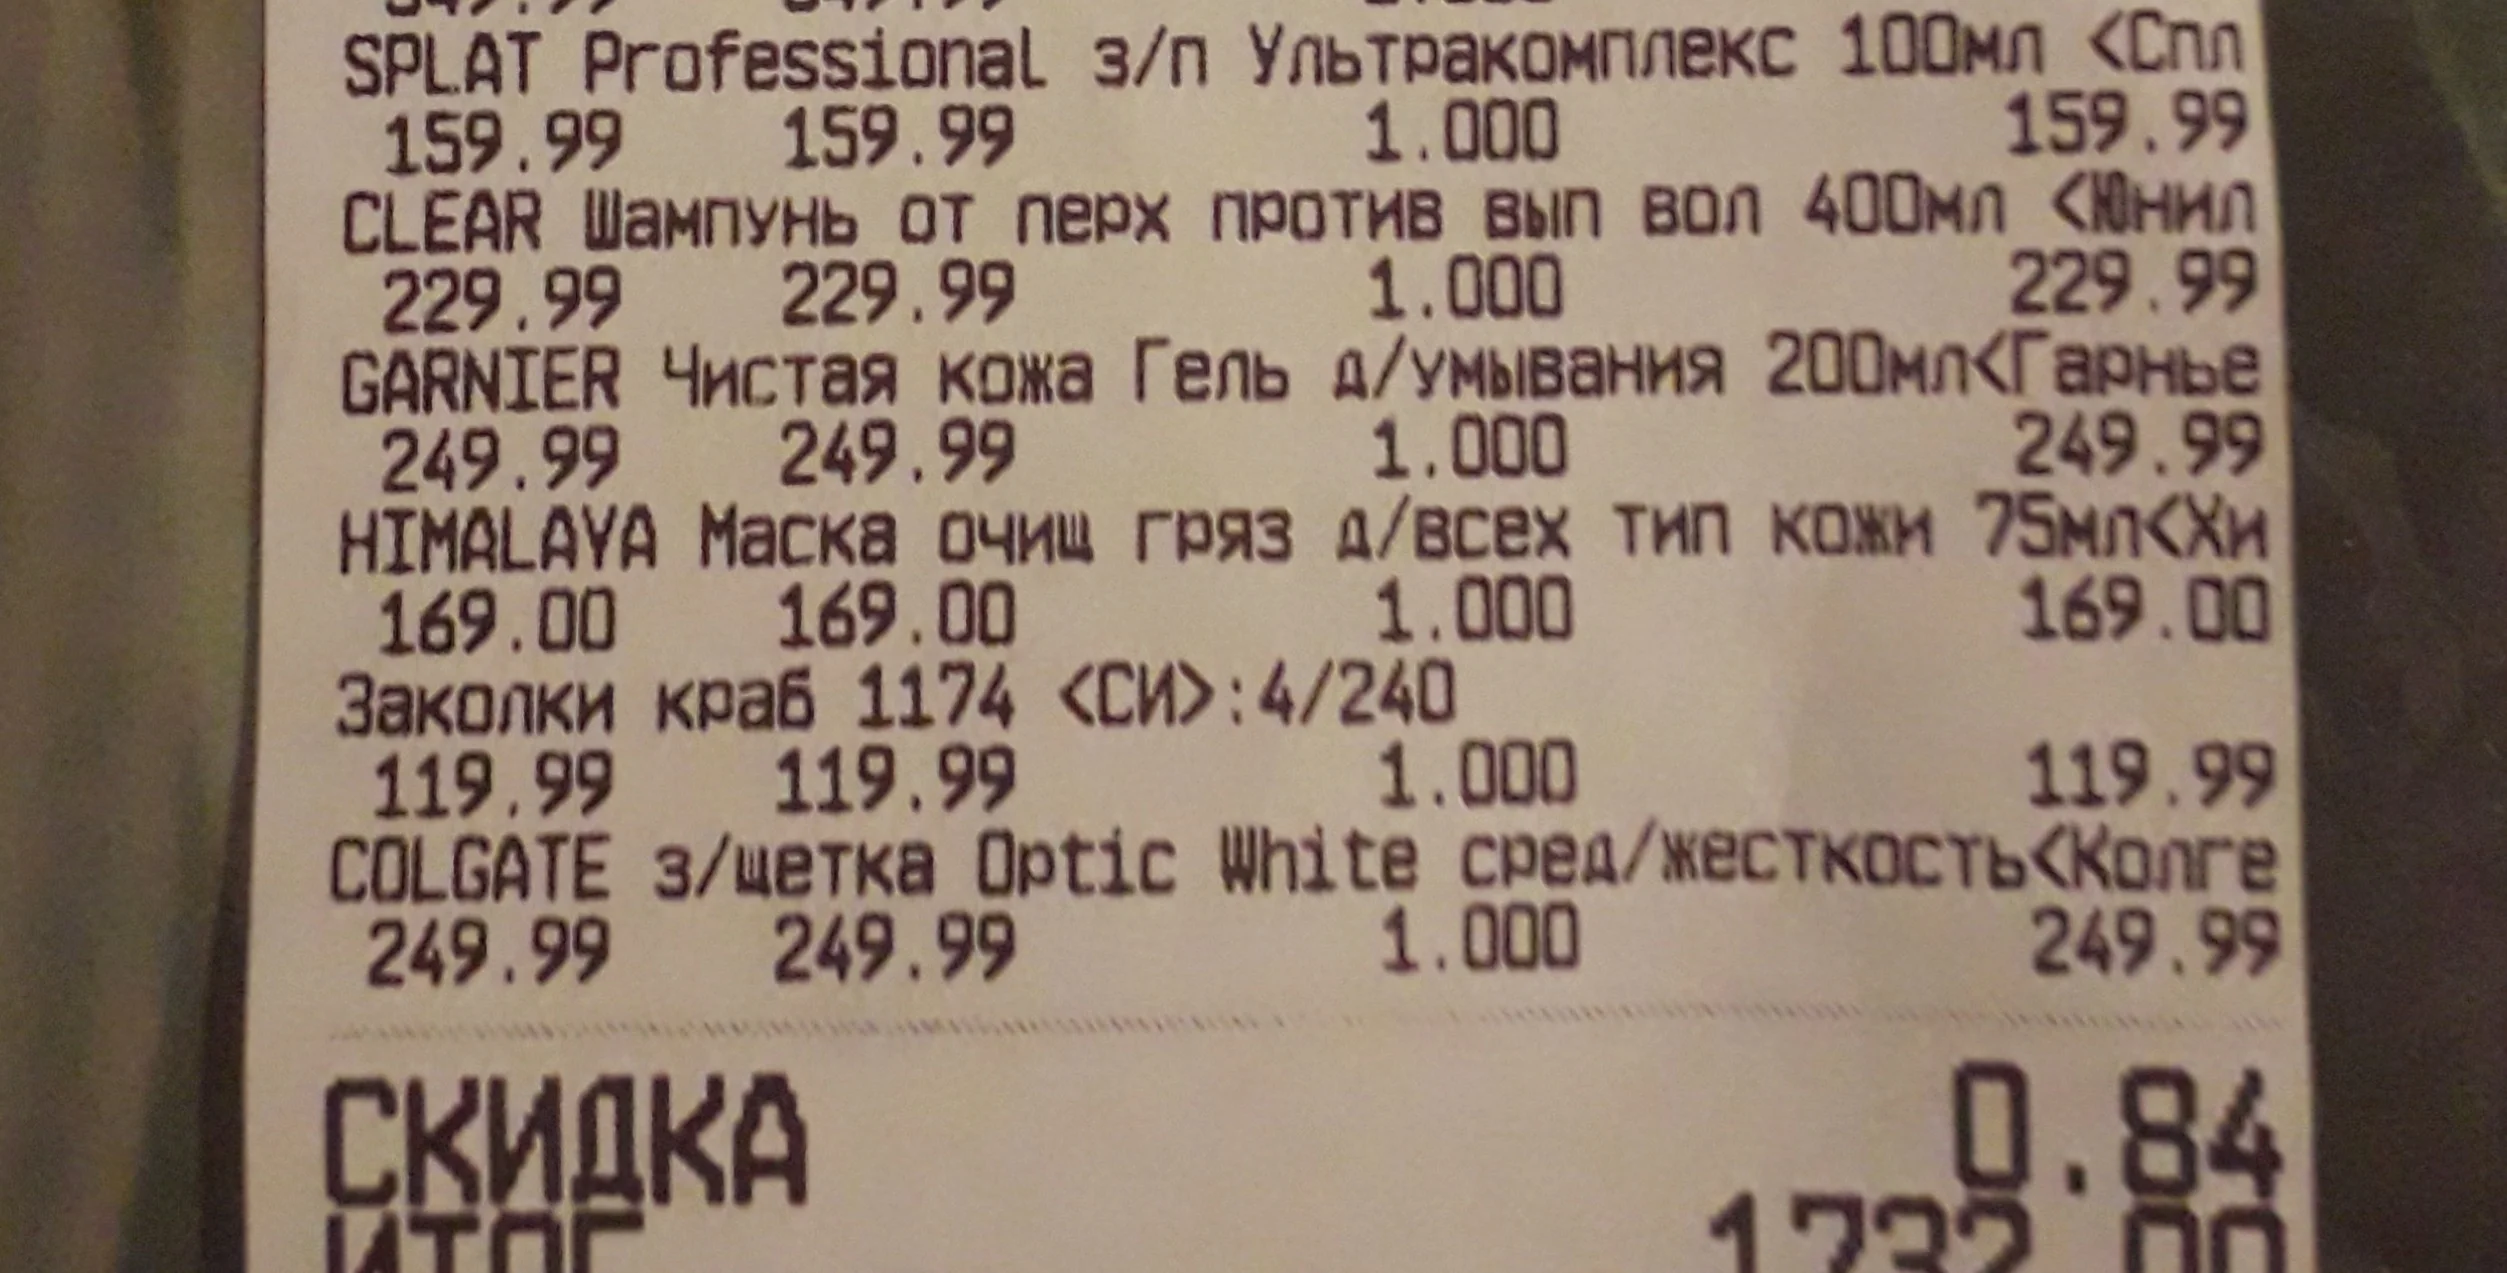 SPLAT Professional з/п Ультракомплекс 100мл <Спл
159.99 159.99 1.000 159.99
CLEAR Шампунь от перх против вып вол 400мл <Юнил
229.99 229.99 1.000 229.99
GARNIER Чистая кожа Гель д/умывания 200мл<Гарнье
249.99 249.99 1.000 249.99
HIMALAYA Маска очищ гряз д/всех тип кожи 75мл<Хи
169.00 169.00 1.000 169.00
Заколки краб 1174 <СИ>:4/240
119.99 119.99 1.000 119.99
COLGATE з/щетка Optic White сред/жесткость<Колге
249.99 249.99 1.000 249.99
СКИДКА 0.84
ИТОГ 1732.00